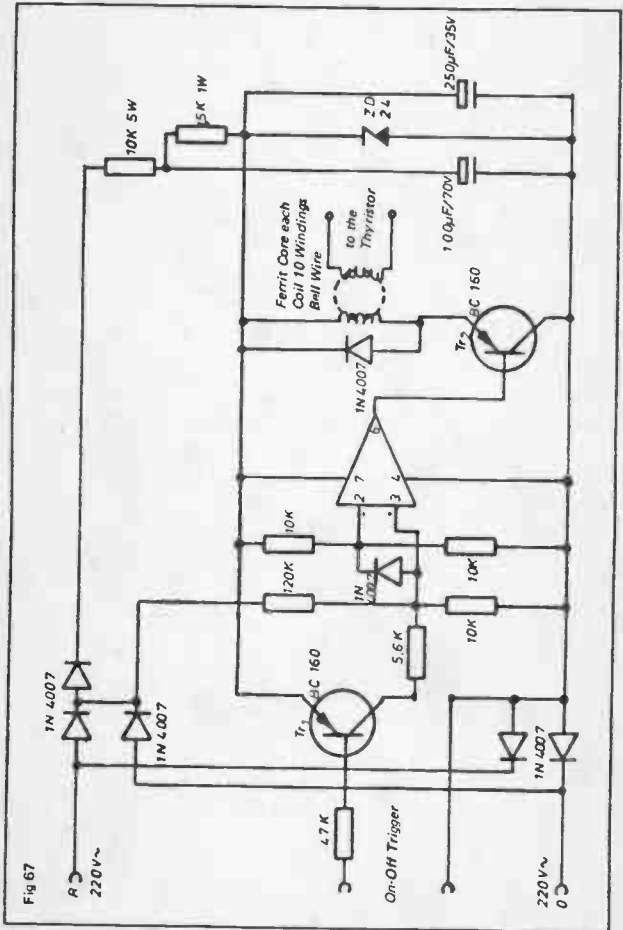 Fig 67
R
220V~
1N 4007
1N 4007
10K 5W
5K 1W
47K
On-Off Trigger
Tr1
BC 160
5.6K
120K
10K
1N 4007
10K
10K
2
7
3
4
6
1N 4007
Ferrit Core each
Coil 10 Windings
Bell Wire
to the
Thyristor
Tr2
BC 160
ZD
24
100µF/70V
250µF/35V
1N 4007
220V~
0